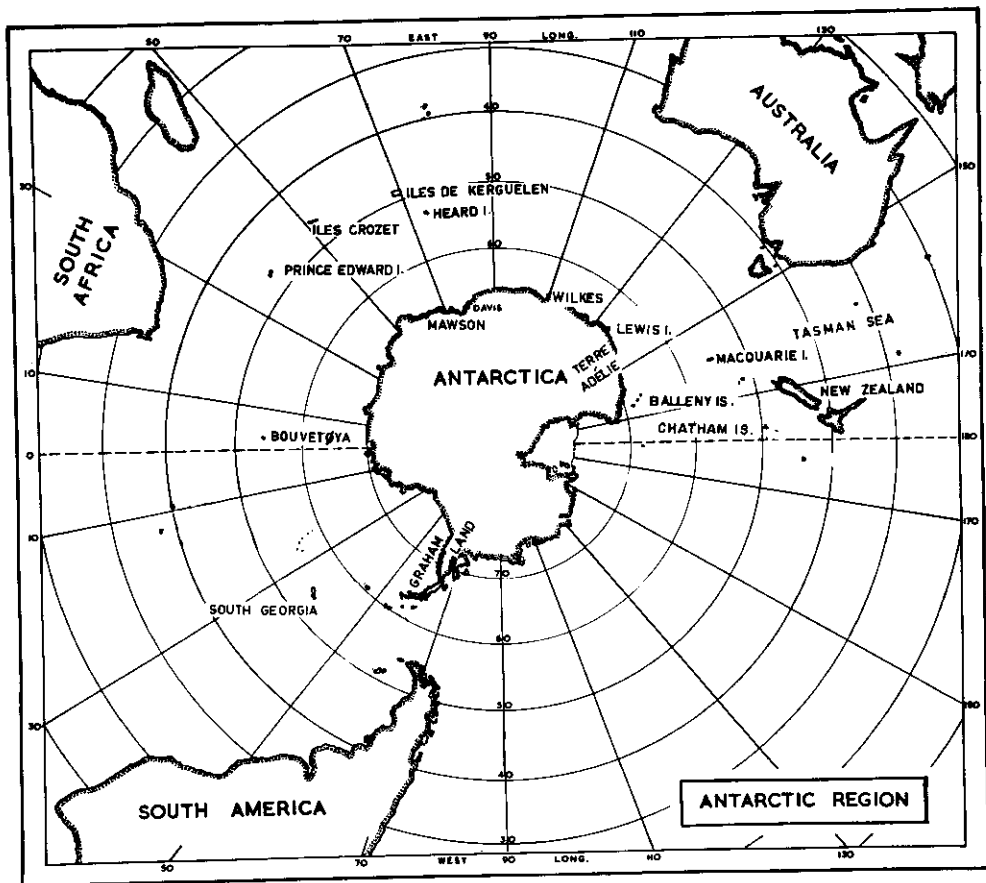 50
70
EAST
90
LONG.
110
130
40
AUSTRALIA
30
150
50
ILES DE KERGUELEN
HEARD I.
ILES CROZET
SOUTH
AFRICA
60
PRINCE EDWARD I.
WILKES
DAVIS
MAWSON
LEWIS I.
TASMAN SEA
MACQUARIE I.
170
TERRE
ADÉLIE
ANTARCTICA
10
NEW ZEALAND
BALLENY IS.
CHATHAM IS.
BOUVETØYA
180
0
170
10
GRAHAM
LAND
70
SOUTH GEORGIA
60
50
30
40
SOUTH AMERICA
ANTARCTIC REGION
30
50
70
WEST
90
LONG.
110
130